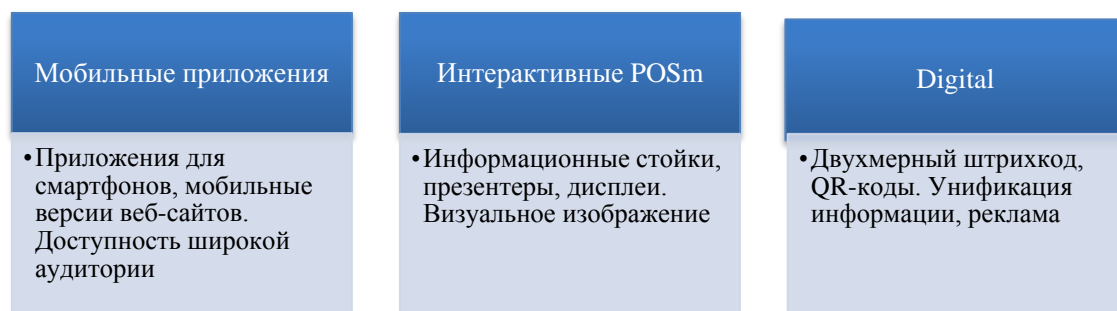 Мобильные приложения
•Приложения для
смартфонов, мобильные
версии веб-сайтов.
Доступность широкой
аудитории
Интерактивные POSm
•Информационные стойки,
презентеры, дисплеи.
Визуальное изображение
Digital
•Двухмерный штрихкод,
QR-коды. Унификация
информации, реклама